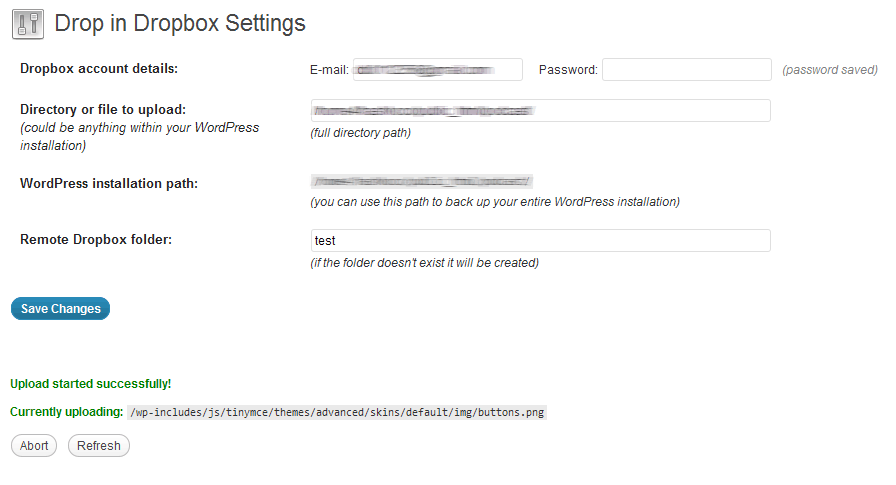 Drop in Dropbox Settings
Dropbox account details:
E-mail:
Password:
(password saved)
Directory or file to upload:
(could be anything within your WordPress
installation)
(full directory path)
WordPress installation path:
(you can use this path to back up your entire WordPress installation)
Remote Dropbox folder:
test
(if the folder doesn't exist it will be created)
Save Changes
Upload started successfully!
Currently uploading: /wp-includes/js/tinymce/themes/advanced/skins/default/img/buttons.png
Abort
Refresh